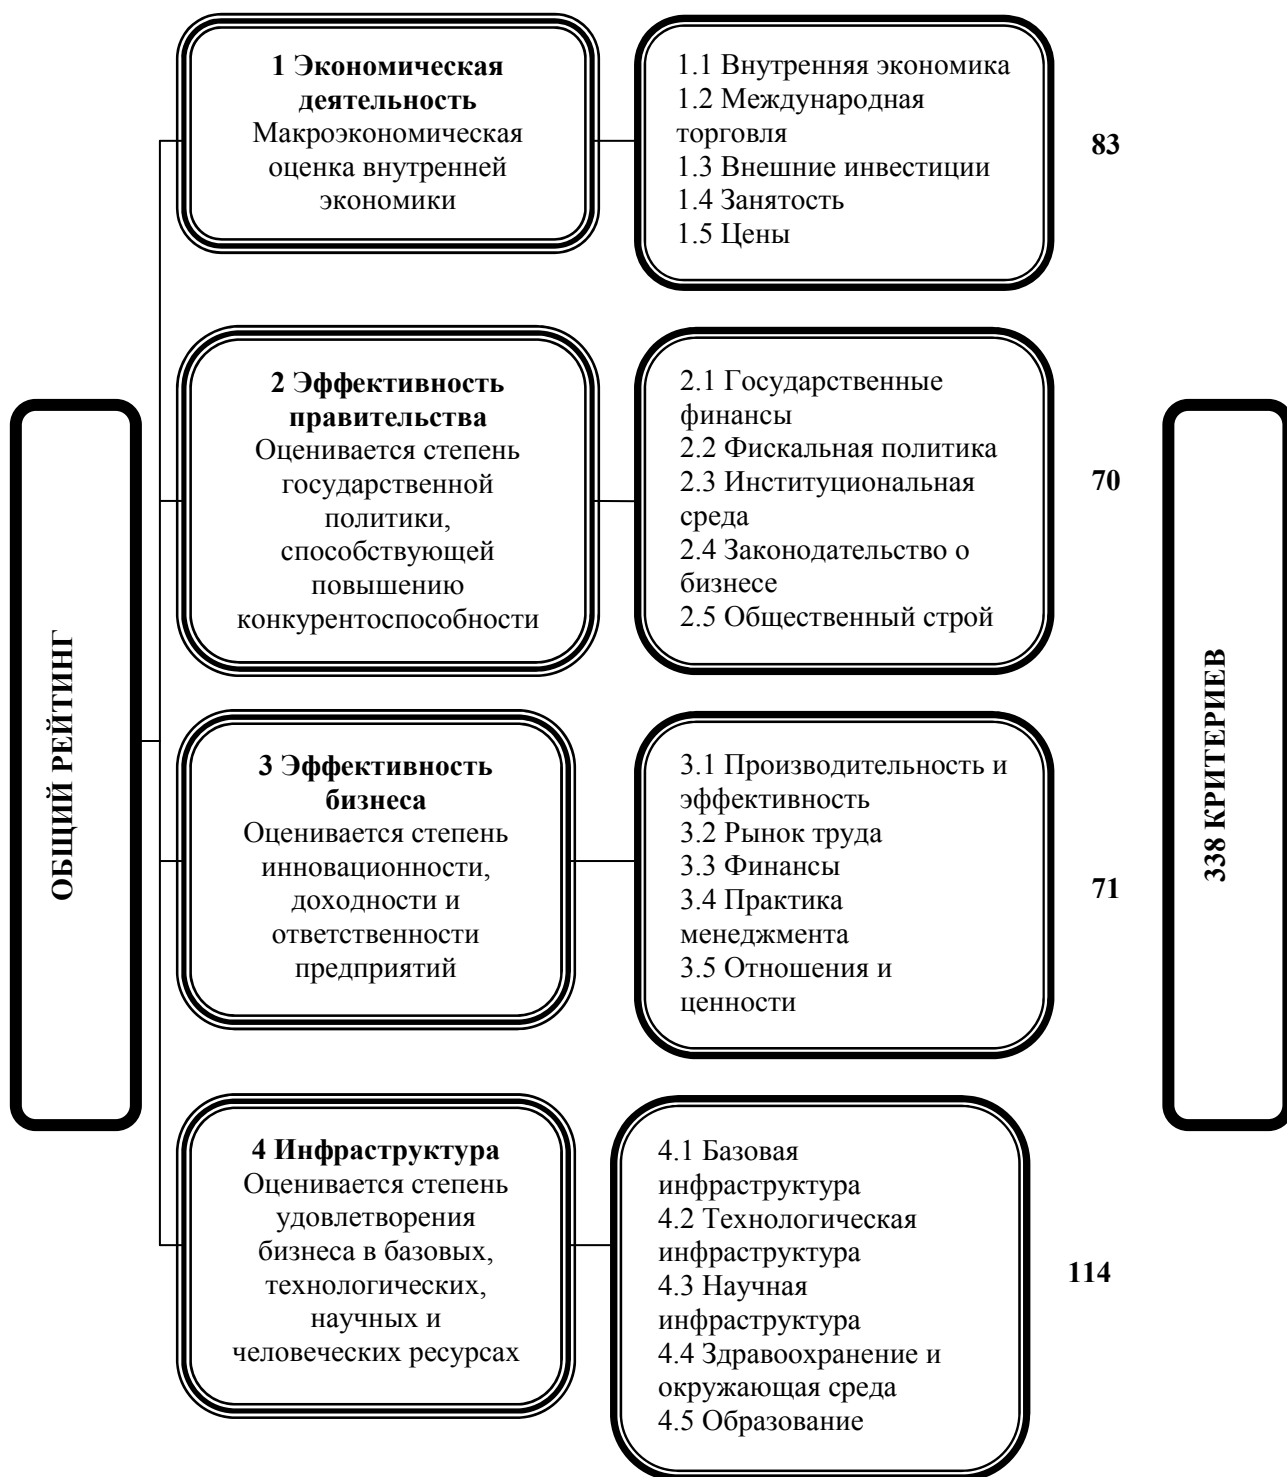 ОБЩИЙ РЕЙТИНГ
1 Экономическая
деятельность
Макроэкономическая
оценка внутренней
экономики
1.1 Внутренняя экономика
1.2 Международная
торговля
1.3 Внешние инвестиции
1.4 Занятость
1.5 Цены
83
2 Эффективность
правительства
Оценивается степень
государственной
политики,
способствующей
повышению
конкурентоспособности
2.1 Государственные
финансы
2.2 Фискальная политика
2.3 Институциональная
среда
2.4 Законодательство о
бизнесе
2.5 Общественный строй
70
3 Эффективность
бизнеса
Оценивается степень
инновационности,
доходности и
ответственности
предприятий
3.1 Производительность и
эффективность
3.2 Рынок труда
3.3 Финансы
3.4 Практика
менеджмента
3.5 Отношения и
ценности
71
4 Инфраструктура
Оценивается степень
удовлетворения
бизнеса в базовых,
технологических,
научных и
человеческих ресурсах
4.1 Базовая
инфраструктура
4.2 Технологическая
инфраструктура
4.3 Научная
инфраструктура
4.4 Здравоохранение и
окружающая среда
4.5 Образование
114
338 КРИТЕРИЕВ